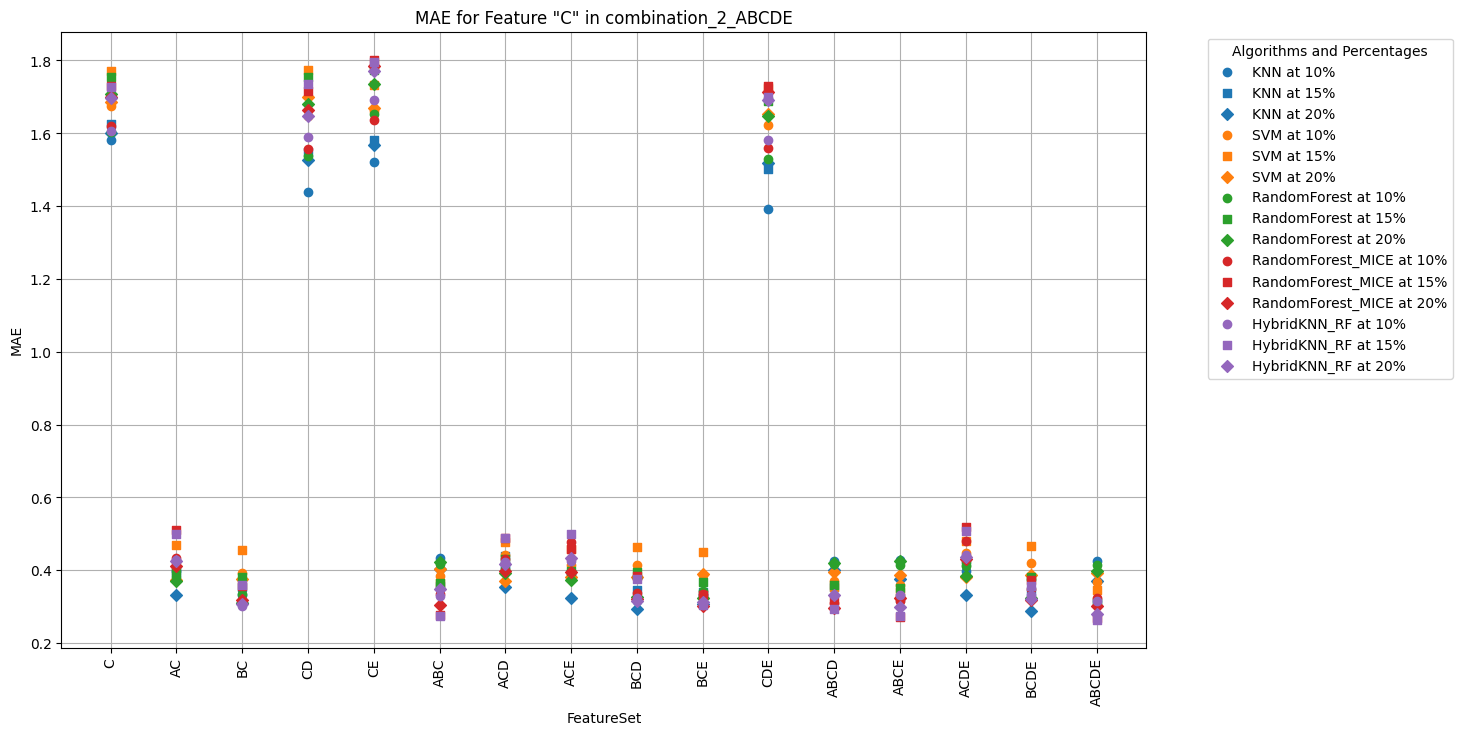 MAE for Feature "C" in combination_2_ABCDE
Algorithms and Percentages
KNN at 10%
KNN at 15%
KNN at 20%
SVM at 10%
SVM at 15%
SVM at 20%
RandomForest at 10%
RandomForest at 15%
RandomForest at 20%
RandomForest_MICE at 10%
RandomForest_MICE at 15%
RandomForest_MICE at 20%
HybridKNN_RF at 10%
HybridKNN_RF at 15%
HybridKNN_RF at 20%
MAE
1.8
1.6
1.4
1.2
1.0
0.8
0.6
0.4
0.2
C
AC
BC
CD
CE
ABC
ACD
ACE
BCD
BCE
CDE
ABCD
ABCE
ACDE
BCDE
ABCDE
FeatureSet